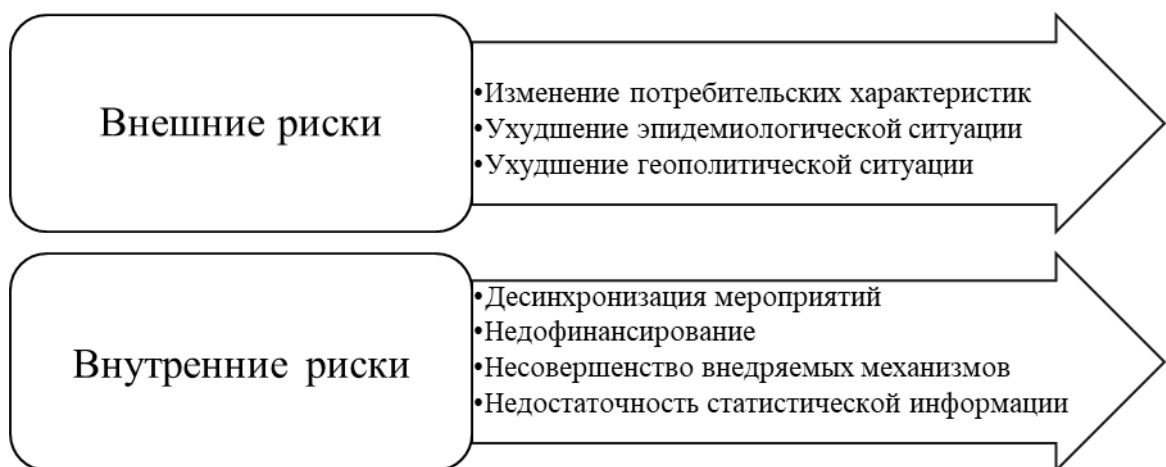 Внешние риски
•Изменение потребительских характеристик
•Ухудшение эпидемиологической ситуации
•Ухудшение геополитической ситуации
Внутренние риски
•Десинхронизация мероприятий
•Недофинансирование
•Несовершенство внедряемых механизмов
•Недостаточность статистической информации